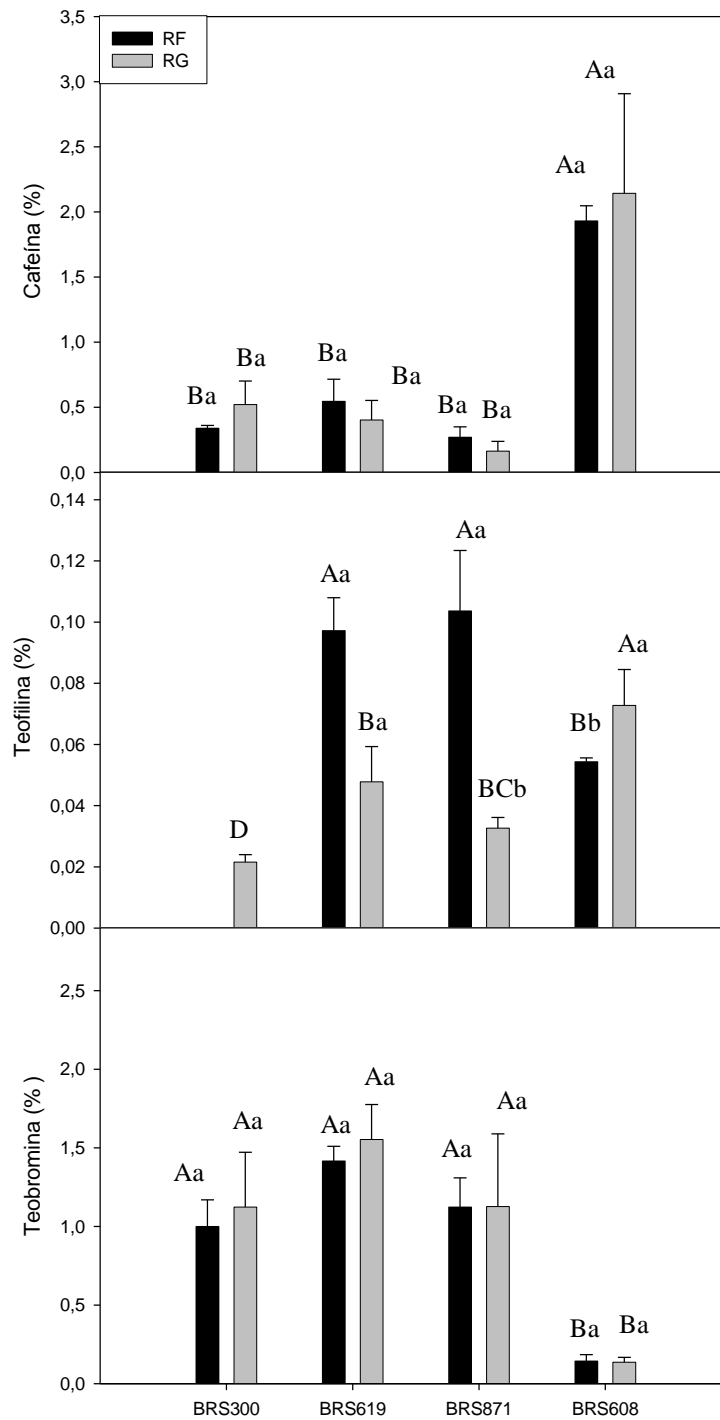 RF
RG
Cafeína (%)
3,5
3,0
2,5
2,0
1,5
1,0
0,5
0,0
Ba
Ba
Ba
Ba
Ba
Ba
Aa
Aa
Teofilina (%)
0,14
0,12
0,10
0,08
0,06
0,04
0,02
0,00
D
Aa
Ba
Aa
BCb
Bb
Aa
Teobromina (% )
2,5
2,0
1,5
1,0
0,5
0,0
Aa
Aa
Aa
Aa
Aa
Aa
Ba
Ba
BRS300
BRS619
BRS871
BRS608